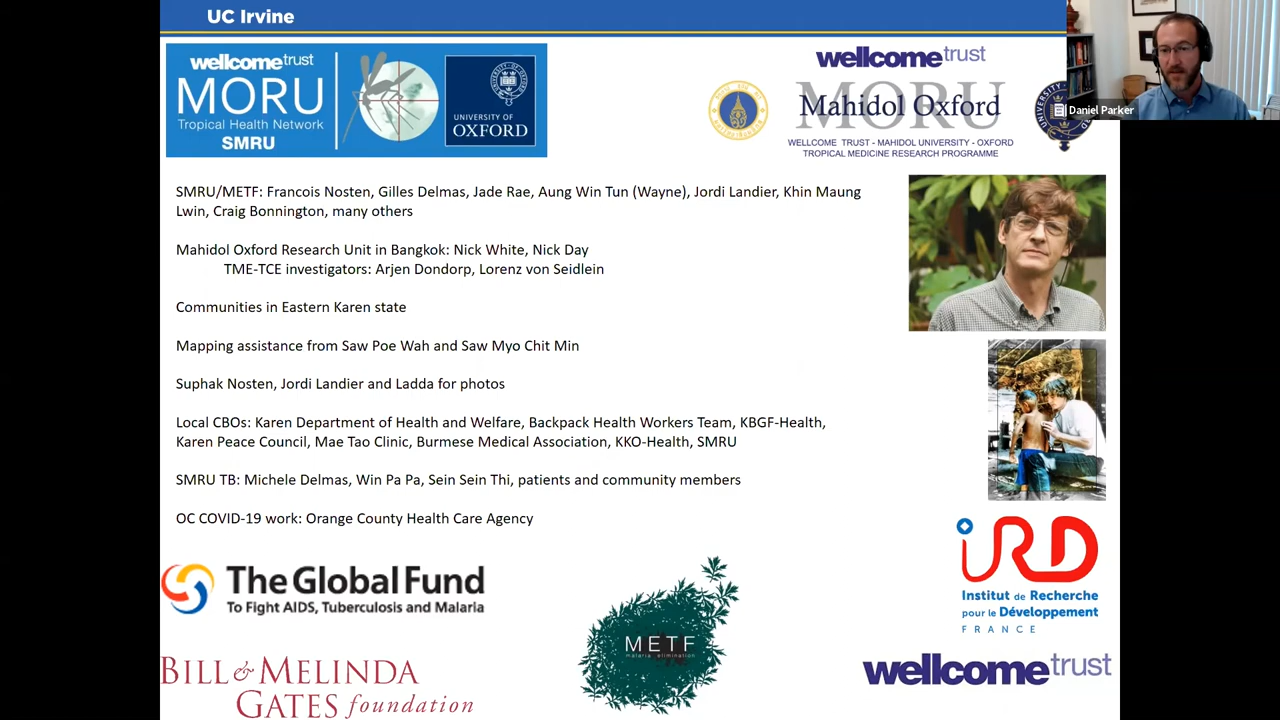 UC Irvine
wellcometrust
MORU
Tropical Health Network
SMRU
UNIVERSITY OF
OXFORD
wellcometrust
MORU
Mahidol Oxford
WELLCOME TRUST - MAHIDOL UNIVERSITY - OXFORD
TROPICAL MEDICINE RESEARCH PROGRAMME
Daniel Parker
SMRU/METF: Francois Nosten, Gilles Delmas, Jade Rae, Aung Win Tun (Wayne), Jordi Landier, Khin Maung
Lwin, Craig Bonnington, many others
Mahidol Oxford Research Unit in Bangkok: Nick White, Nick Day
TME-TCE investigators: Arjen Dondorp, Lorenz von Seidlein
Communities in Eastern Karen state
Mapping assistance from Saw Poe Wah and Saw Myo Chit Min
Suphak Nosten, Jordi Landier and Ladda for photos
Local CBOs: Karen Department of Health and Welfare, Backpack Health Workers Team, KBGF-Health,
Karen Peace Council, Mae Tao Clinic, Burmese Medical Association, KKO-Health, SMRU
SMRU TB: Michele Delmas, Win Pa Pa, Sein Sein Thi, patients and community members
OC COVID-19 work: Orange County Health Care Agency
The Global Fund
To Fight AIDS, Tuberculosis and Malaria
METF
malaria elimination
iRD
Institut de Recherche
pour le Développement
FRANCE
BILL & MELINDA
GATES foundation
wellcometrust